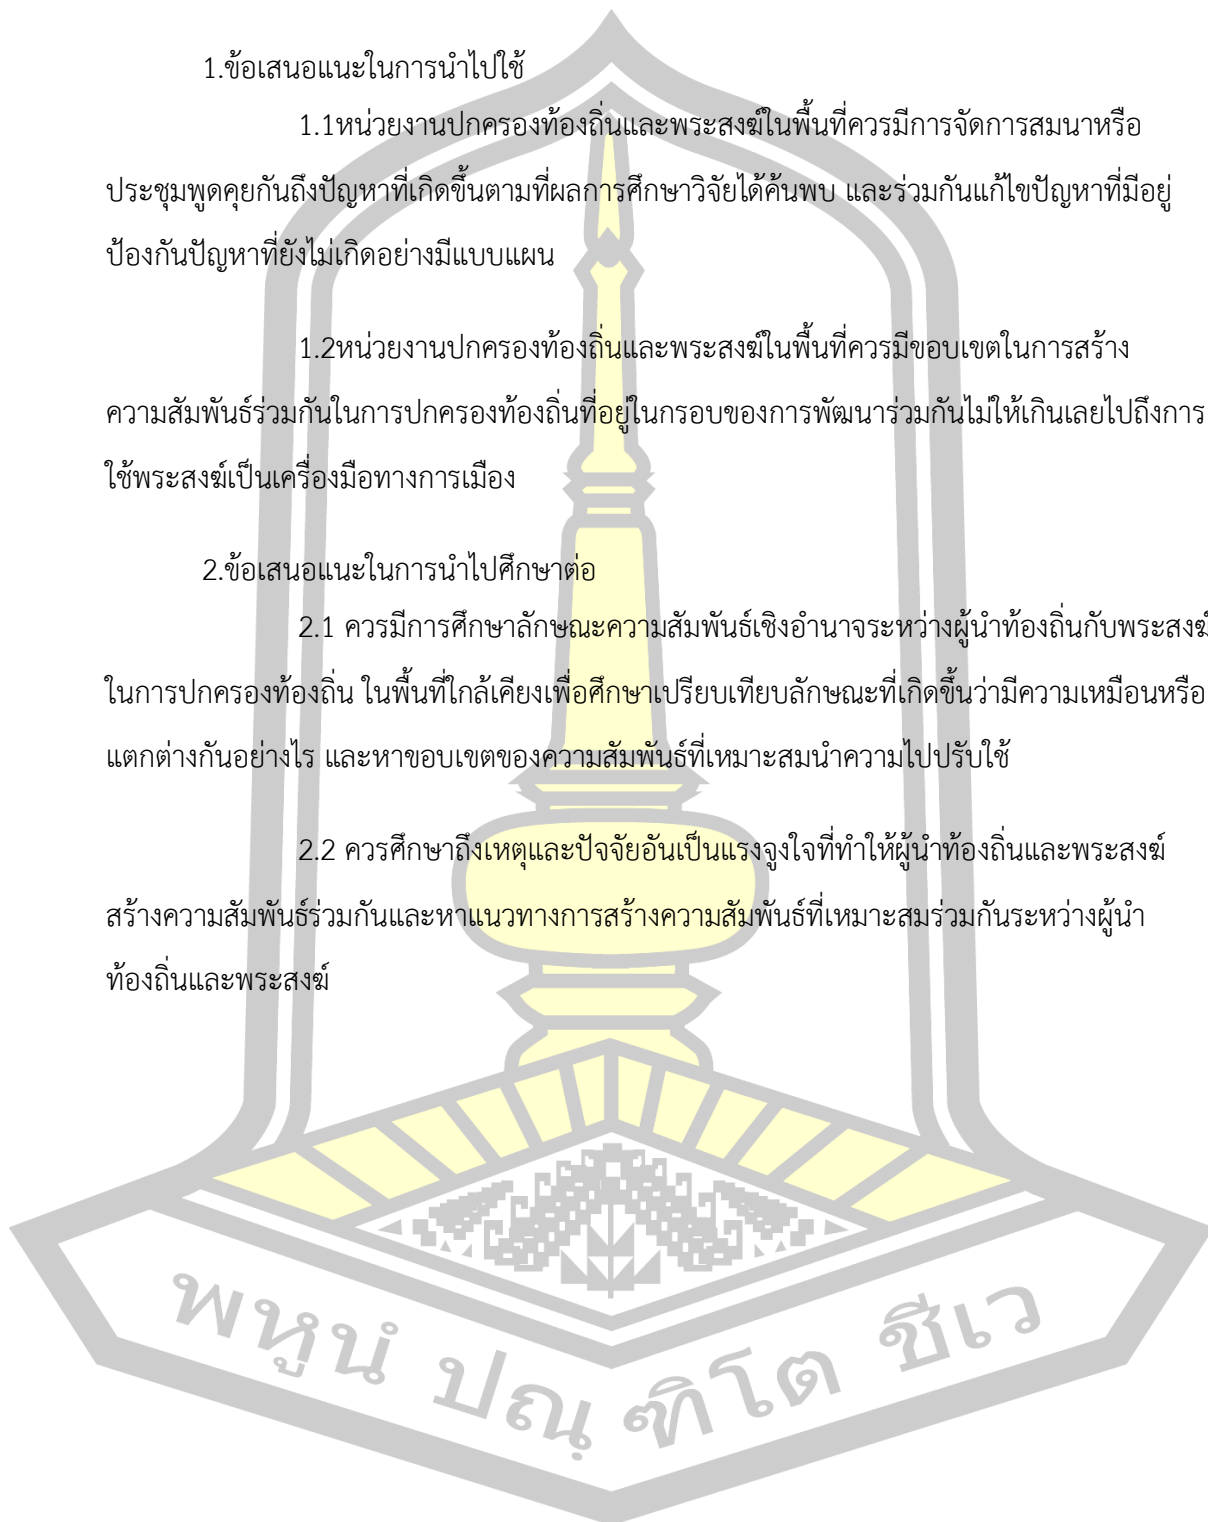 1.ข้อเสนอแนะในการนำไปใช้
1.1หน่วยงานปกครองท้องถิ่นและพระสงฆ์ในพื้นที่ควรมีการจัดการสมนาหรือ
ประชุมพูดคุยกันถึงปัญหาที่เกิดขึ้นตามที่ผลการศึกษาวิจัยได้ค้นพบ และร่วมกันแก้ไขปัญหาที่มีอยู่
ป้องกันปัญหาที่ยังไม่เกิดอย่างมีแบบแผน
1.2หน่วยงานปกครองท้องถิ่นและพระสงฆ์ในพื้นที่ควรมีขอบเขตในการสร้าง
ความสัมพันธ์ร่วมกันในการปกครองท้องถิ่นที่อยู่ในกรอบของการพัฒนาร่วมกันไม่ให้เกินเลยไปถึงการ
ใช้พระสงฆ์เป็นเครื่องมือทางการเมือง
2.ข้อเสนอแนะในการนำไปศึกษาต่อ
2.1 ควรมีการศึกษาลักษณะความสัมพันธ์เชิงอำนาจระหว่างผู้นำท้องถิ่นกับพระสงฆ์
ในการปกครองท้องถิ่น ในพื้นที่ใกล้เคียงเพื่อศึกษาเปรียบเทียบลักษณะที่เกิดขึ้นว่ามีความเหมือนหรือ
แตกต่างกันอย่างไร และหาขอบเขตของความสัมพันธ์ที่เหมาะสมนำความไปปรับใช้
2.2 ควรศึกษาถึงเหตุและปัจจัยอันเป็นแรงจูงใจที่ทำให้ผู้นำท้องถิ่นและพระสงฆ์
สร้างความสัมพันธ์ร่วมกันและหาแนวทางการสร้างความสัมพันธ์ที่เหมาะสมร่วมกันระหว่างผู้นำ
ท้องถิ่นและพระสงฆ์
พหูนํ ปณฺ ฑิโต ชีเว